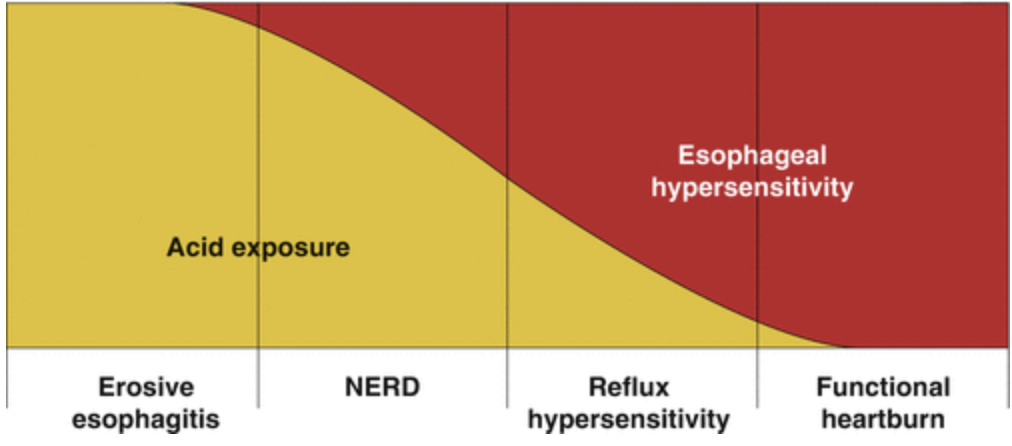 Esophageal
hypersensitivity
Acid exposure
Erosive
esophagitis
NERD
Reflux
hypersensitivity
Functional
heartburn